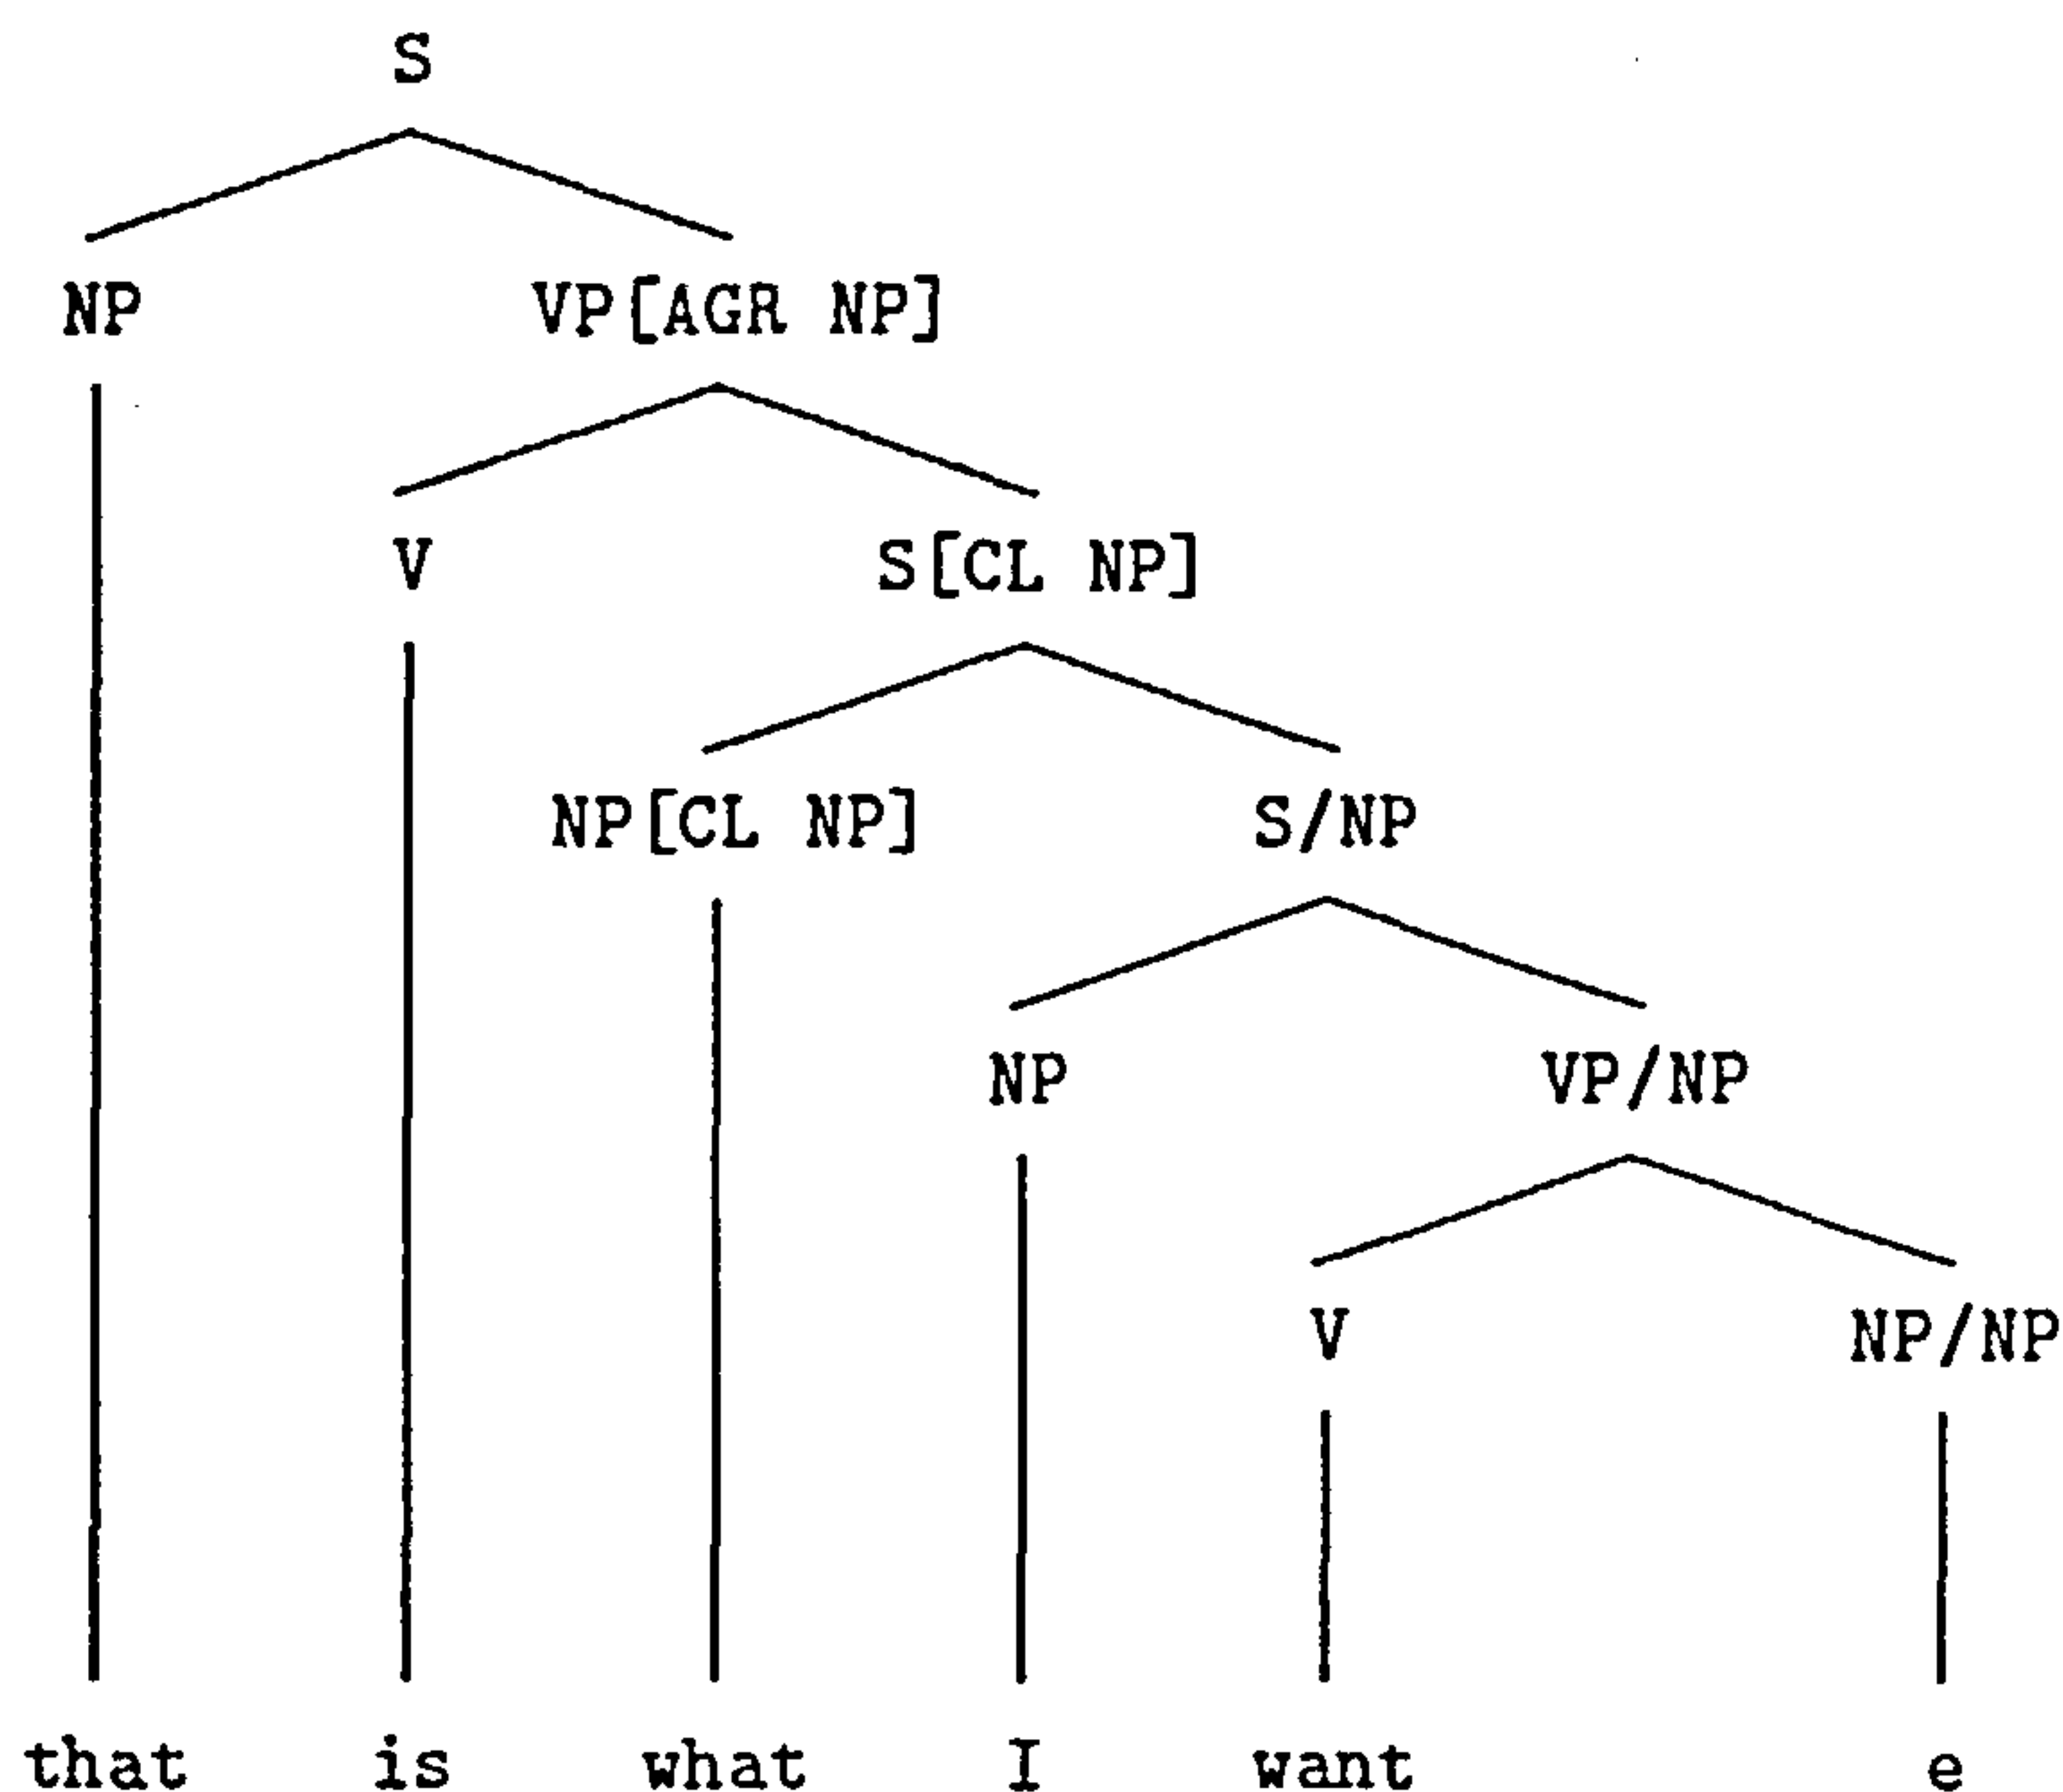 S
NP VP[AGR NP]
V S[CL NP]
NP[CL NP] S/NP
NP VP/NP
V NP/NP
that is what I want e